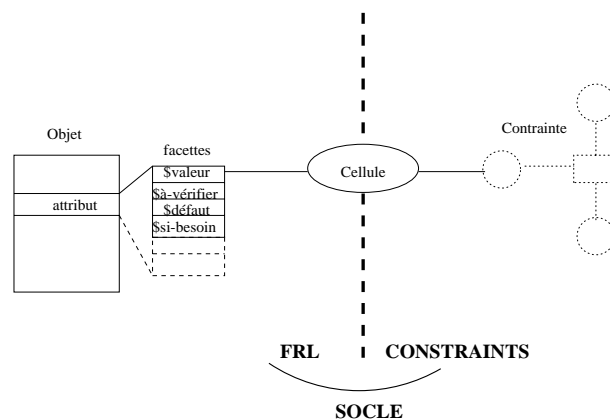 Objet
facettes
Contrainte
$valeur
Cellule
$à-vérifier
attribut
$défaut
$si-besoin
FRL
CONSTRAINTS
SOCLE